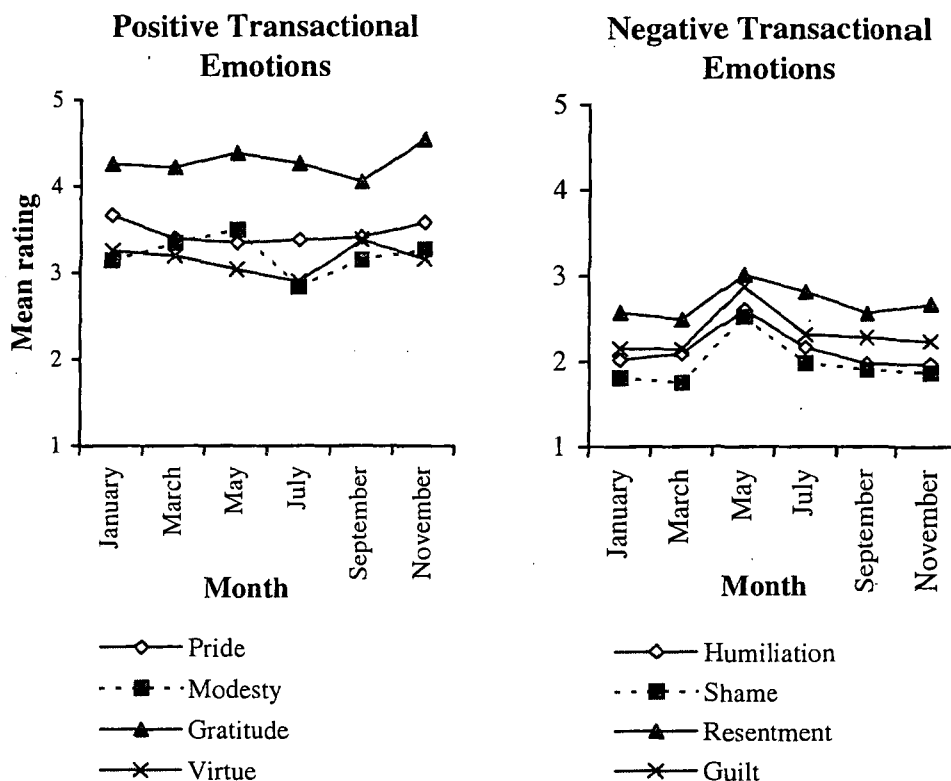 Positive Transactional
Emotions
5
4
3
2
1
Mean rating
January
March
May
July
September
November
Month
Pride
Modesty
Gratitude
Virtue
Negative Transactional
Emotions
5
4
3
2
1
January
March
May
July
September
November
Month
Humiliation
Shame
Resentment
Guilt